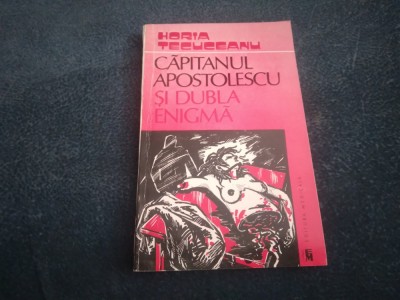 HORIA
TECUCEANU
CĂPITANUL
APOSTOLESCU
ȘI DUBLA
ENIGMĂ